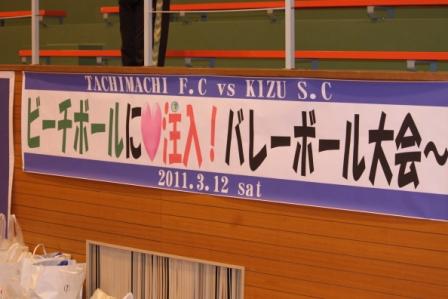 TACHIMACHI F.C vs KIZU S.C
ビーチボールに♥注入！バレーボール大会～
2011.3.12 sat